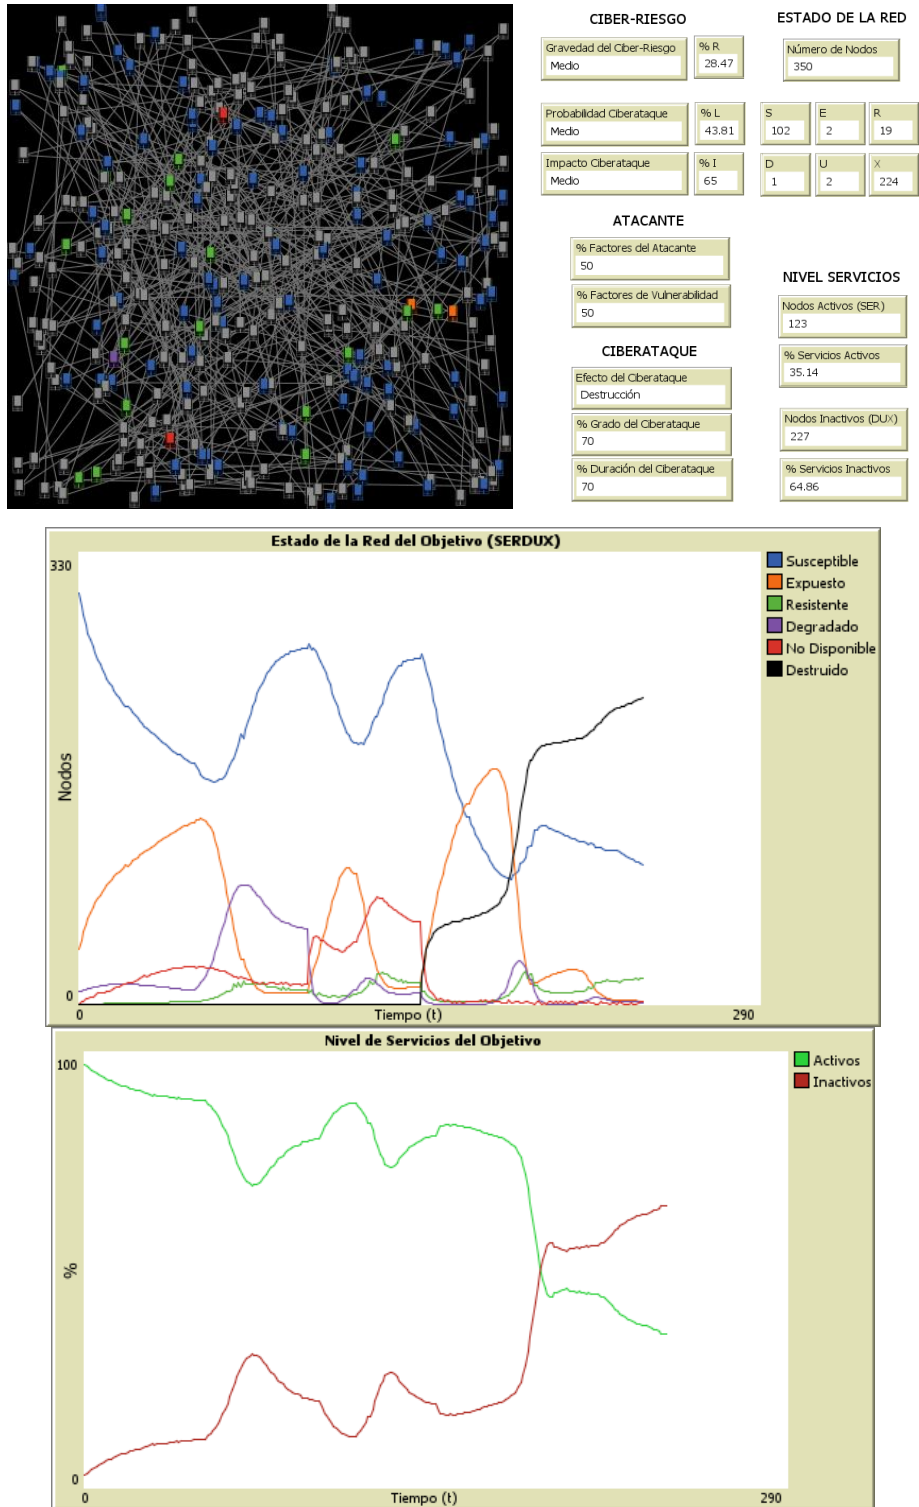 CIBER-RIESGO
ESTADO DE LA RED
Gravedad del Ciber-Riesgo
Medio
% R
28.47
Número de Nodos
350
Probabilidad Ciberataque
Medio
% L
43.81
S
102
E
2
R
19
Impacto Ciberataque
Medio
% I
65
D
1
U
2
X
224
ATACANTE
% Factores del Atacante
50
% Factores de Vulnerabilidad
50
NIVEL SERVICIOS
Nodos Activos (SER)
123
% Servicios Activos
35.14
Nodos Inactivos (DUX)
227
% Servicios Inactivos
64.86
CIBERATAQUE
Efecto del Ciberataque
Destrucción
% Grado del Ciberataque
70
% Duración del Ciberataque
70
Estado de la Red del Objetivo (SERDUX)
330
Nodos
0
0
Tiempo (t)
290
Susceptible
Expuesto
Resistente
Degradado
No Disponible
Destruido
Nivel de Servicios del Objetivo
100
%
0
0
Tiempo (t)
290
Activos
Inactivos